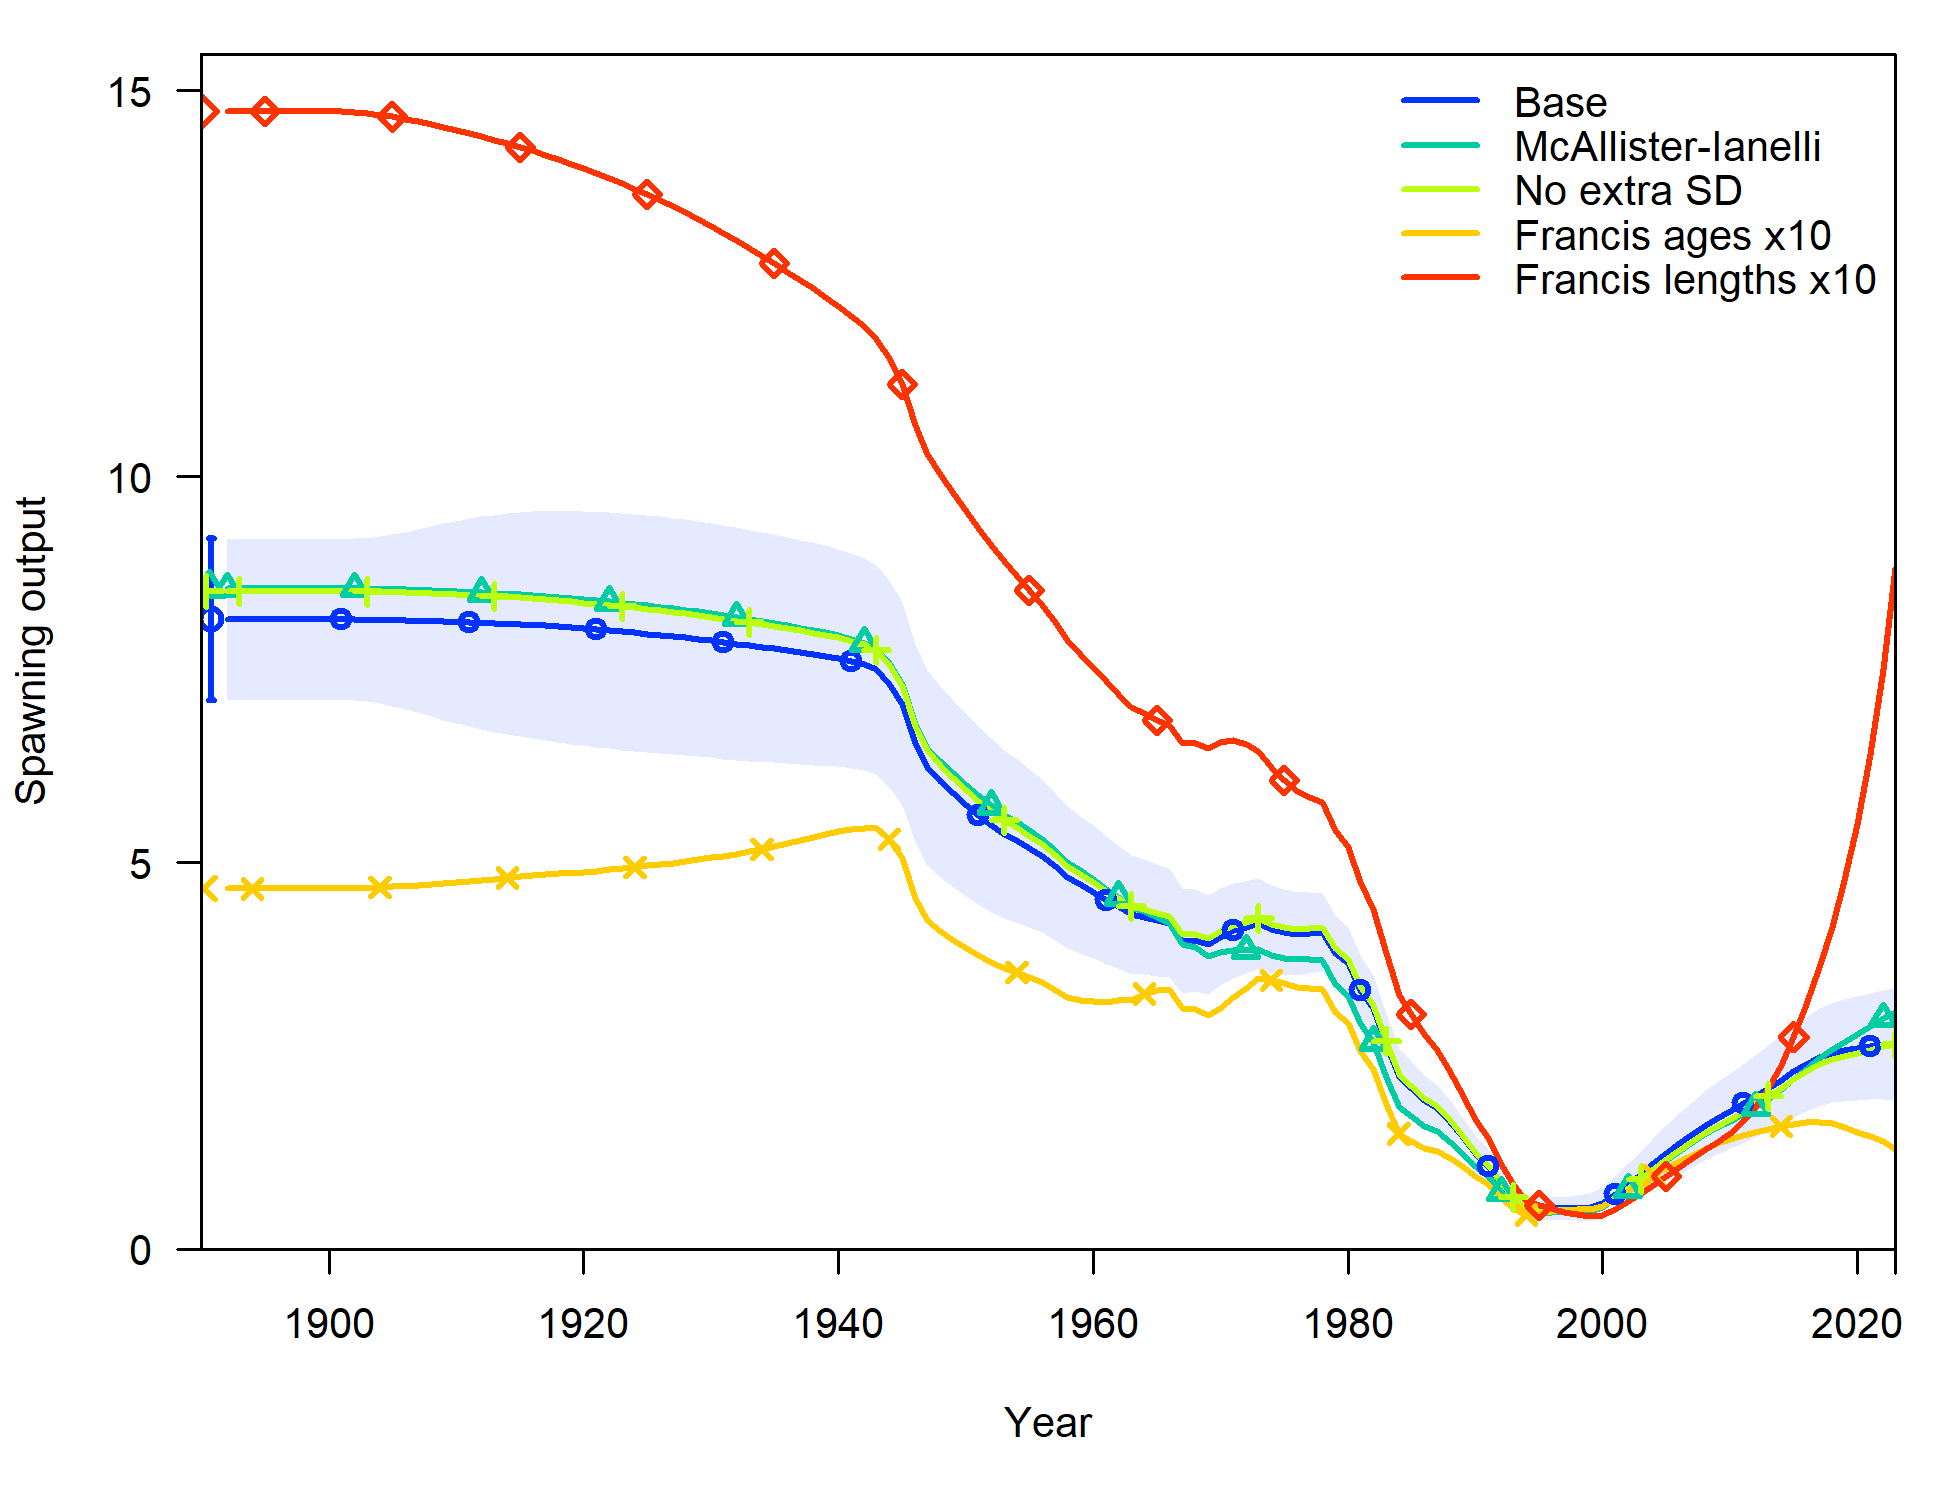 15
10
5
0
Spawning output
Base
McAllister-Ianelli
No extra SD
Francis ages x10
Francis lengths x10
1900 1920 1940 1960 1980 2000 2020
Year